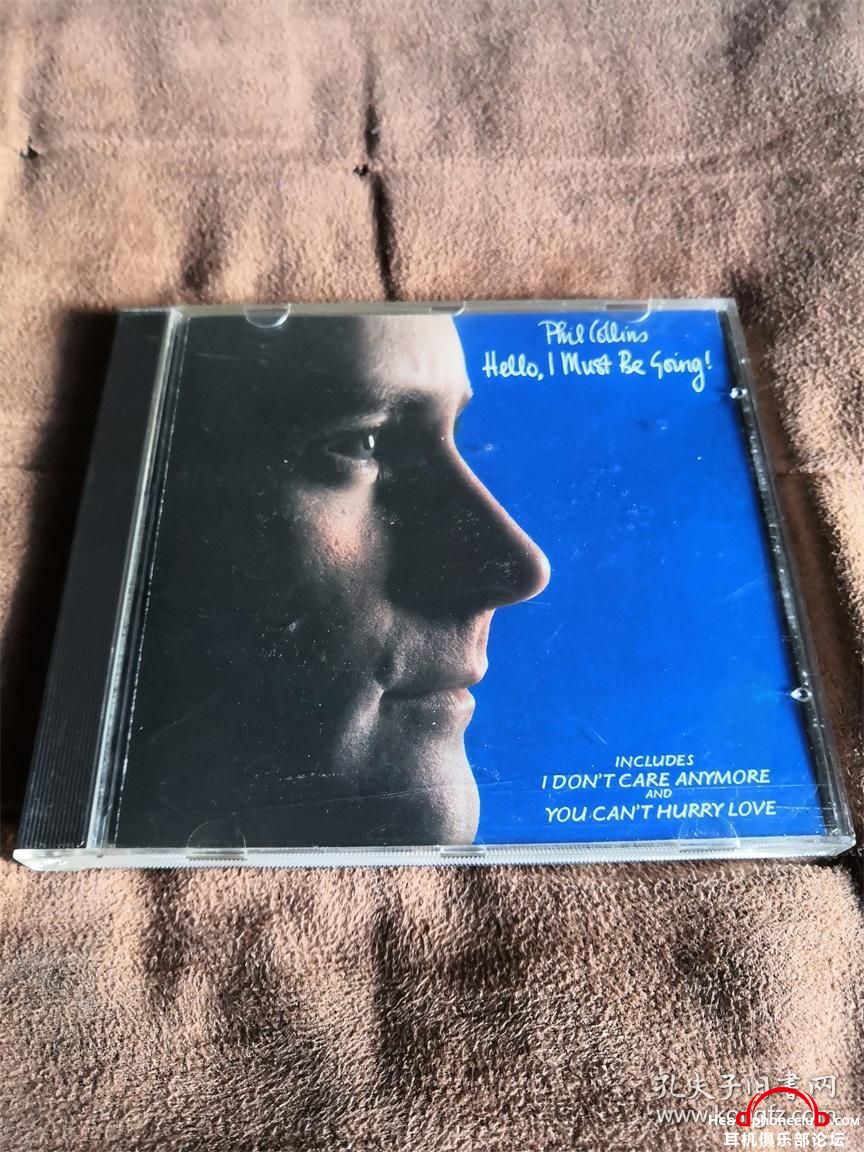 Phil Collins
Hello, I Must Be Going!
INCLUDES
I DON'T CARE ANYMORE
AND
YOU CAN'T HURRY LOVE
孔夫子旧书网
耳机俱乐部论坛